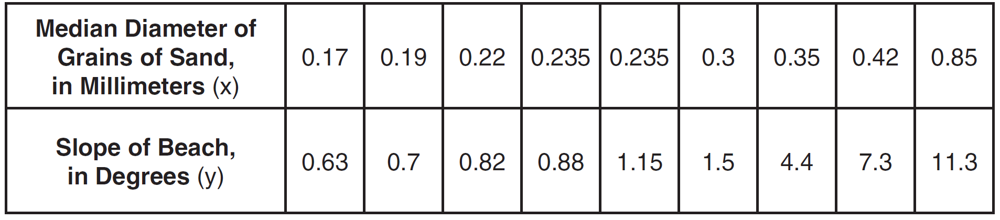 Median Diameter of
Grains of Sand,
in Millimeters (x)
0.17 0.19 0.22 0.235 0.235 0.3 0.35 0.42 0.85
Slope of Beach,
in Degrees (y)
0.63 0.7 0.82 0.88 1.15 1.5 4.4 7.3 11.3